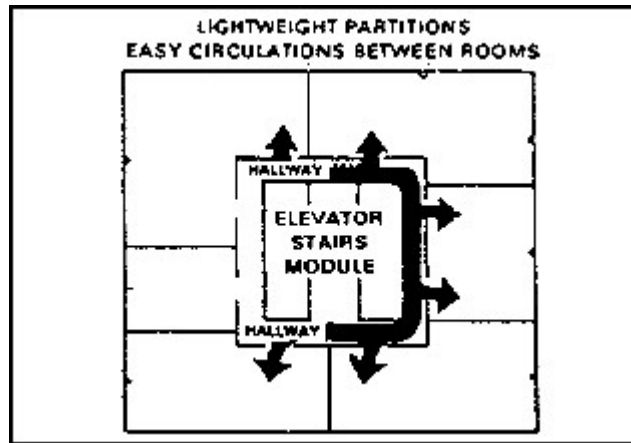 LIGHTWEIGHT PARTITIONS
EASY CIRCULATIONS BETWEEN ROOMS
HALLWAY
ELEVATOR
STAIRS
MODULE
HALLWAY